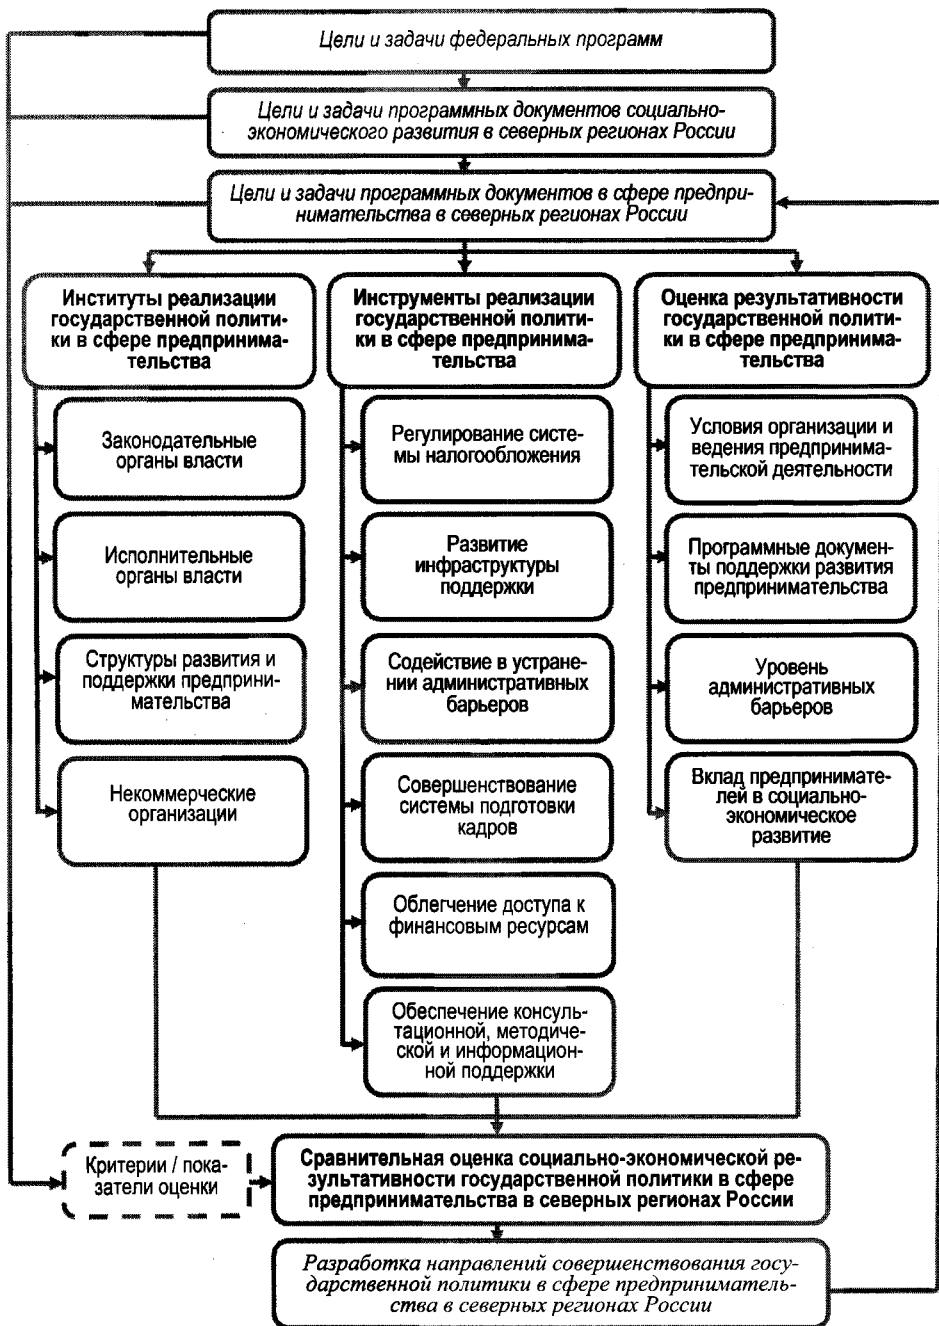 Цели и задачи федеральных программ
Цели и задачи программных документов социально-
экономического развития в северных регионах России
Цели и задачи программных документов в сфере предпри-
нимательства в северных регионах России
Институты реализации
государственной полити-
ки в сфере предпринима-
тельства
Законодательные
органы власти
Исполнительные
органы власти
Структуры развития и
поддержки предприни-
мательства
Некоммерческие
организации
Инструменты реализации
государственной полити-
ки в сфере предпринима-
тельства
Регулирование систе-
мы налогообложения
Развитие
инфраструктуры
поддержки
Содействие в устране-
нии административных
барьеров
Совершенствование
системы подготовки
кадров
Облегчение доступа к
финансовым ресурсам
Обеспечение консуль-
тационной, методиче-
ской и информацион-
ной поддержки
Оценка результативности
государственной полити-
ки в сфере предпринима-
тельства
Условия организации и
ведения предпринима-
тельской деятельности
Программные докумен-
ты поддержки развития
предпринимательства
Уровень
административных
барьеров
Вклад предпринимате-
лей в социально-
экономическое
развитие
Критерии / пока-
затели оценки
Сравнительная оценка социально-экономической ре-
зультативности государственной политики в сфере
предпринимательства в северных регионах России
Разработка направлений совершенствования госу-
дарственной политики в сфере предприниматель-
ства в северных регионах России